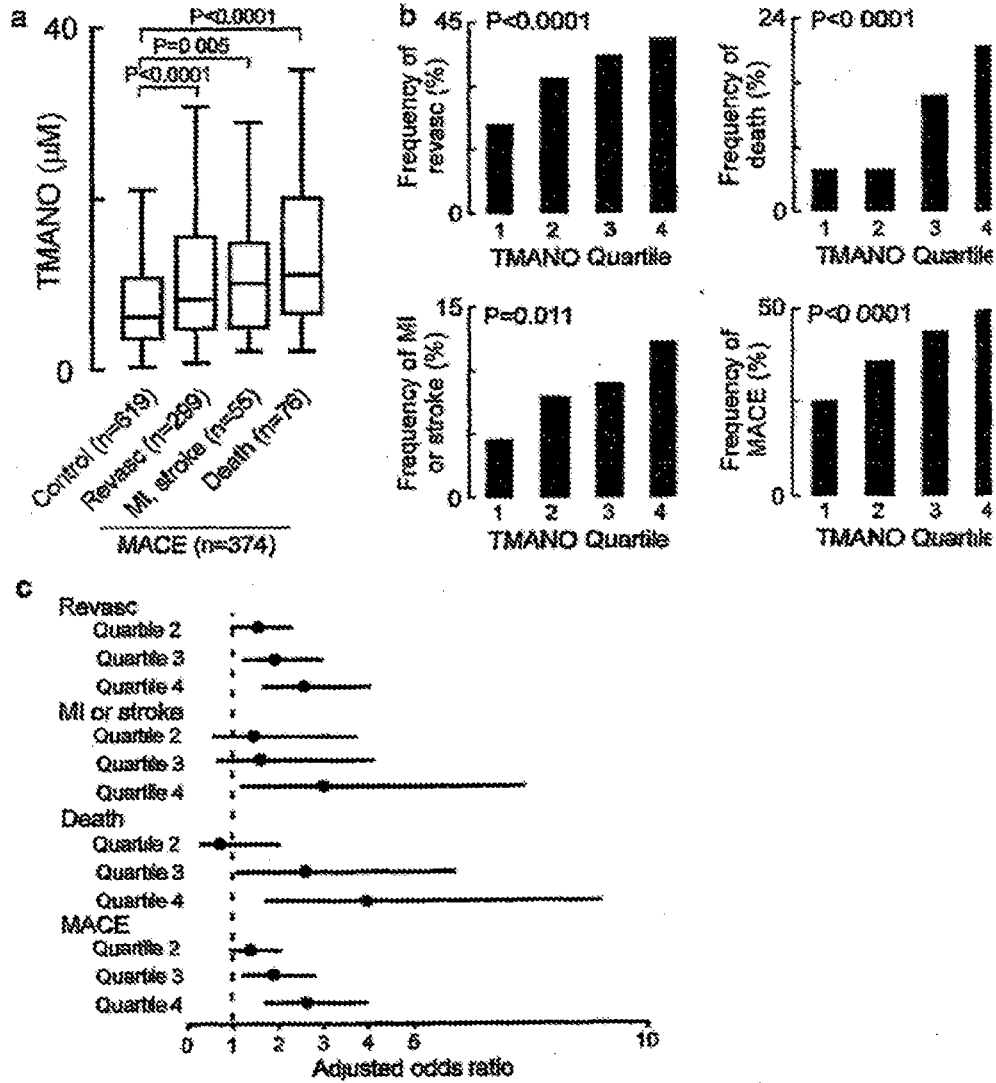 a
40
P<0.0001
P=0 005
P<0.0001
TMANO (µM)
0
Control (n=619)
Revasc (n=299)
MI, stroke (n=55)
Death (n=76)
MACE (n=374)
b
45
P<0.0001
Frequency of
revasc (%)
0
1 2 3 4
TMANO Quartile
24
P<0 0001
Frequency of
death (%)
0
1 2 3 4
TMANO Quartile
15
P=0.011
Frequency of MI
or stroke (%)
0
1 2 3 4
TMANO Quartile
50
P<0 0001
Frequency of
MACE (%)
0
1 2 3 4
TMANO Quartile
c
Revasc
Quartile 2
Quartile 3
Quartile 4
MI or stroke
Quartile 2
Quartile 3
Quartile 4
Death
Quartile 2
Quartile 3
Quartile 4
MACE
Quartile 2
Quartile 3
Quartile 4
0 1 2 3 4 5 10
Adjusted odds ratio